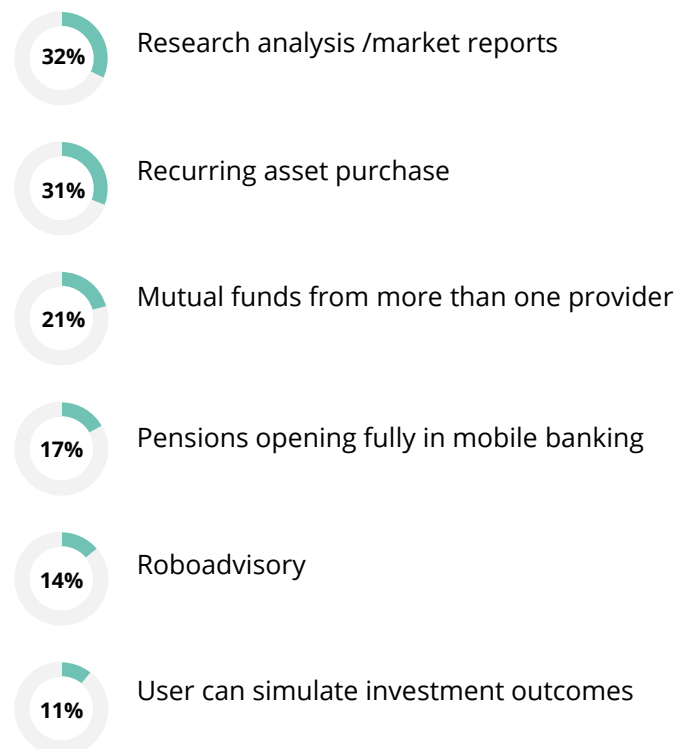 32%
Research analysis /market reports
31%
Recurring asset purchase
21%
Mutual funds from more than one provider
17%
Pensions opening fully in mobile banking
14%
Roboadvisory
11%
User can simulate investment outcomes